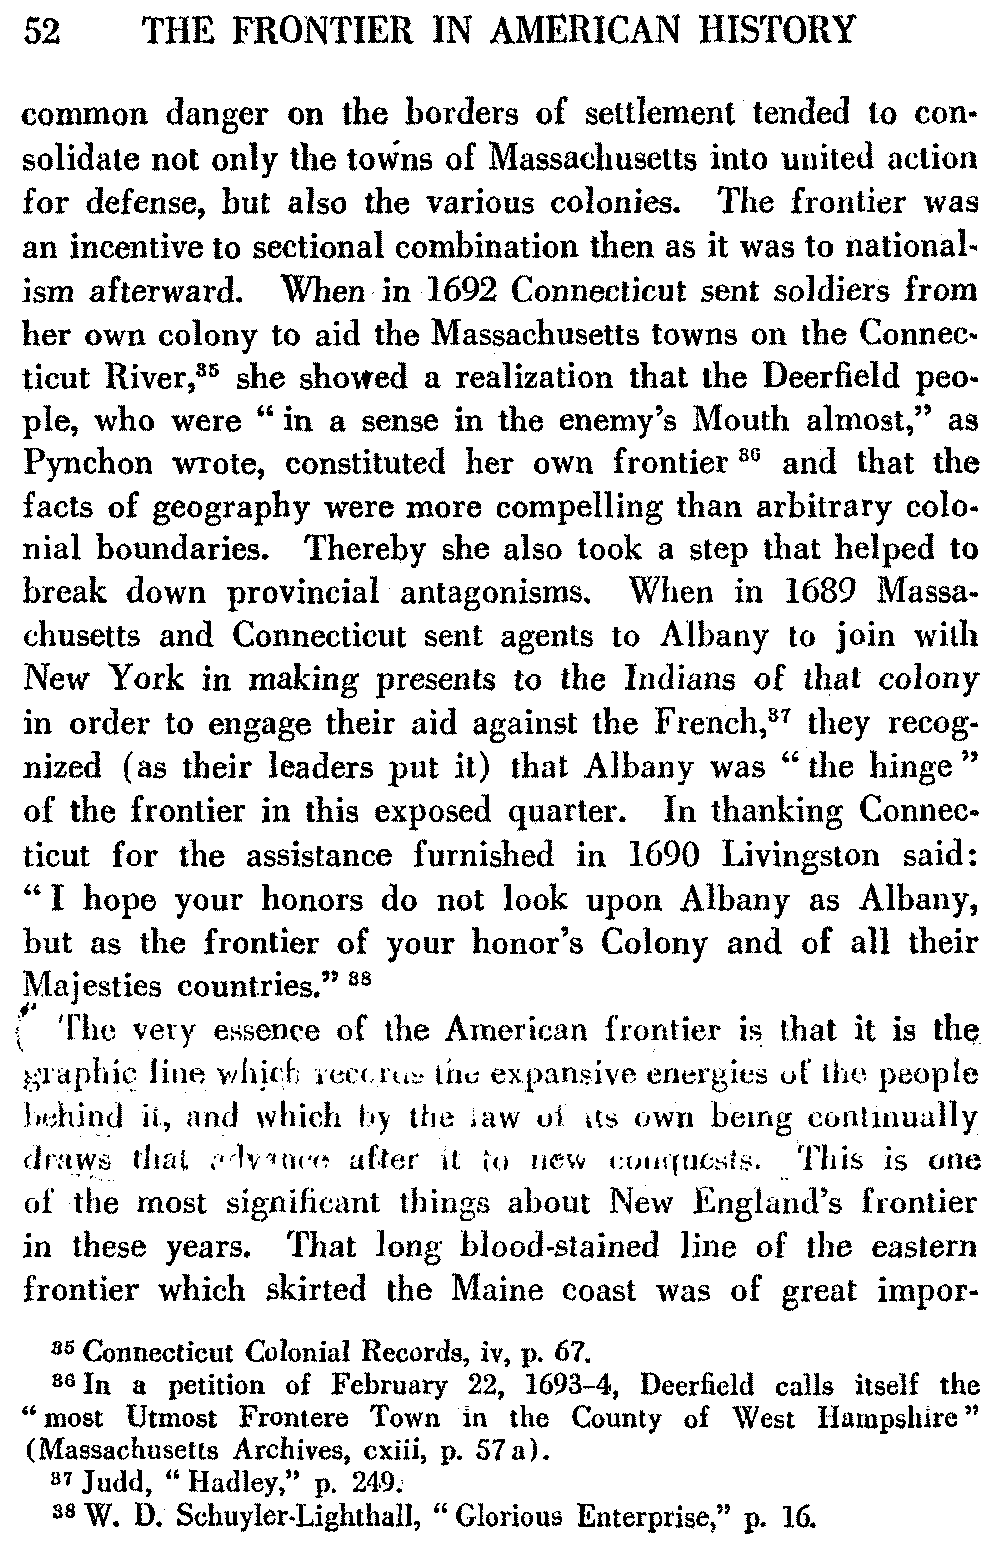 52 THE FRONTIER IN AMERICAN HISTORY
common danger on the borders of settlement tended to con-
solidate not only the towns of Massachusetts into united action
for defense, but also the various colonies. The frontier was
an incentive to sectional combination then as it was to national-
ism afterward. When in 1692 Connecticut sent soldiers from
her own colony to aid the Massachusetts towns on the Connec-
ticut River,³⁵ she showed a realization that the Deerfield peo-
ple, who were “ in a sense in the enemy’s Mouth almost,” as
Pynchon wrote, constituted her own frontier ³⁶ and that the
facts of geography were more compelling than arbitrary colo-
nial boundaries. Thereby she also took a step that helped to
break down provincial antagonisms. When in 1689 Massa-
chusetts and Connecticut sent agents to Albany to join with
New York in making presents to the Indians of that colony
in order to engage their aid against the French,³⁷ they recog-
nized (as their leaders put it) that Albany was “ the hinge ”
of the frontier in this exposed quarter. In thanking Connec-
ticut for the assistance furnished in 1690 Livingston said:
“ I hope your honors do not look upon Albany as Albany,
but as the frontier of your honor’s Colony and of all their
Majesties countries.” ³⁸
The very essence of the American frontier is that it is the
graphic line which records the expansive energies of the people
behind it, and which by the law of its own being continually
draws that advance after it to new conquests. This is one
of the most significant things about New England’s frontier
in these years. That long blood-stained line of the eastern
frontier which skirted the Maine coast was of great impor-
³⁵ Connecticut Colonial Records, iv, p. 67.
³⁶ In a petition of February 22, 1693–4, Deerfield calls itself the
“ most Utmost Frontere Town in the County of West Hampshire ”
(Massachusetts Archives, cxiii, p. 57 a).
³⁷ Judd, “ Hadley,” p. 249.
³⁸ W. D. Schuyler-Lighthall, “ Glorious Enterprise,” p. 16.